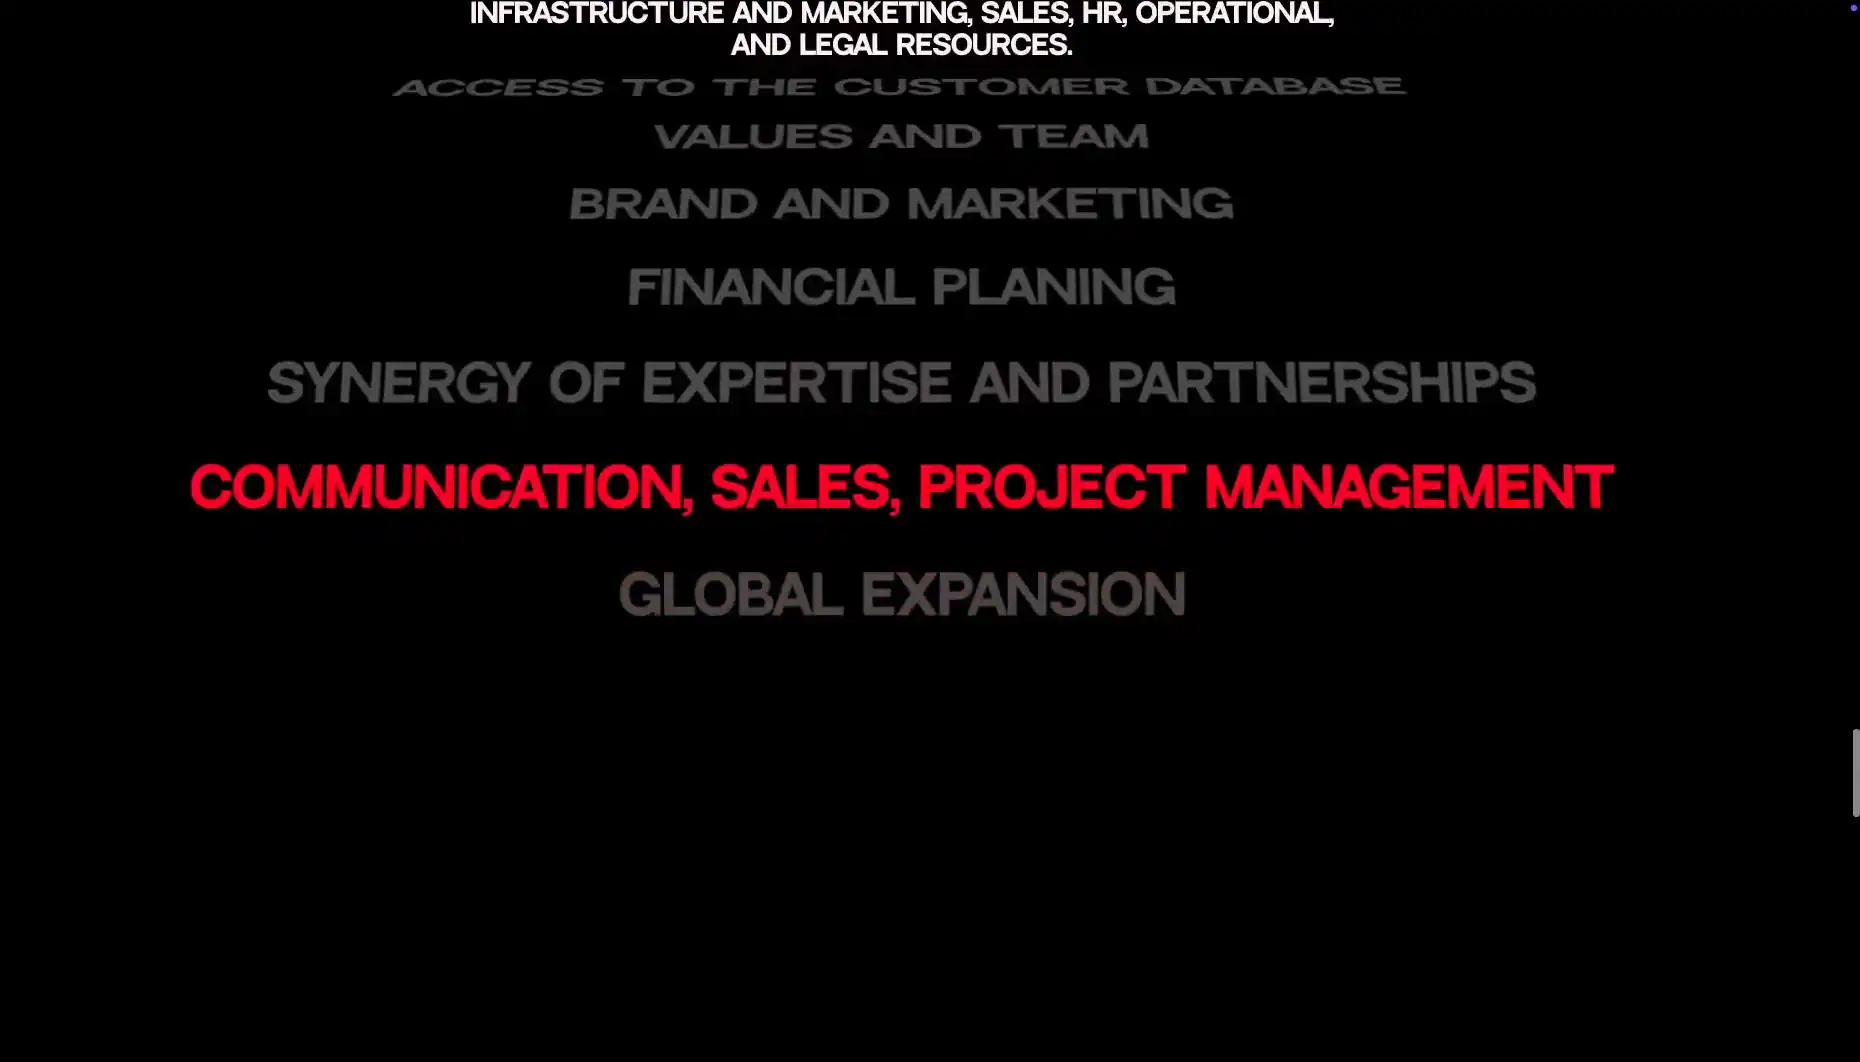 INFRASTRUCTURE AND MARKETING, SALES, HR, OPERATIONAL,
AND LEGAL RESOURCES.
ACCESS TO THE CUSTOMER DATABASE
VALUES AND TEAM
BRAND AND MARKETING
FINANCIAL PLANING
SYNERGY OF EXPERTISE AND PARTNERSHIPS
COMMUNICATION, SALES, PROJECT MANAGEMENT
GLOBAL EXPANSION